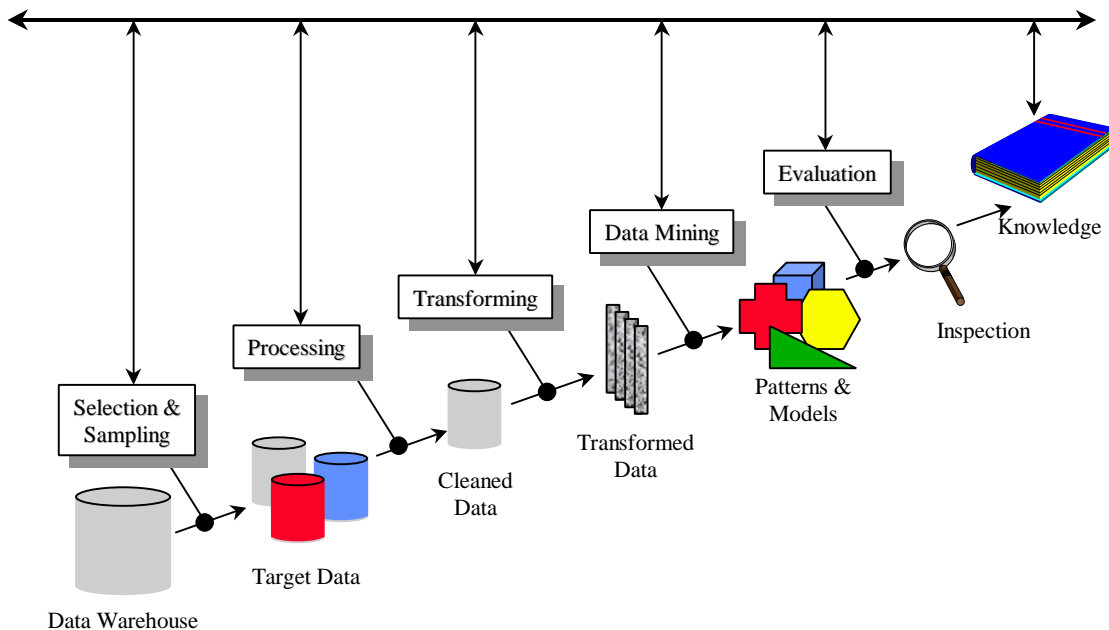 Evaluation
Knowledge
Data Mining
Transforming
Inspection
Processing
Patterns &
Models
Selection &
Sampling
Transformed
Data
Cleaned
Data
Target Data
Data Warehouse